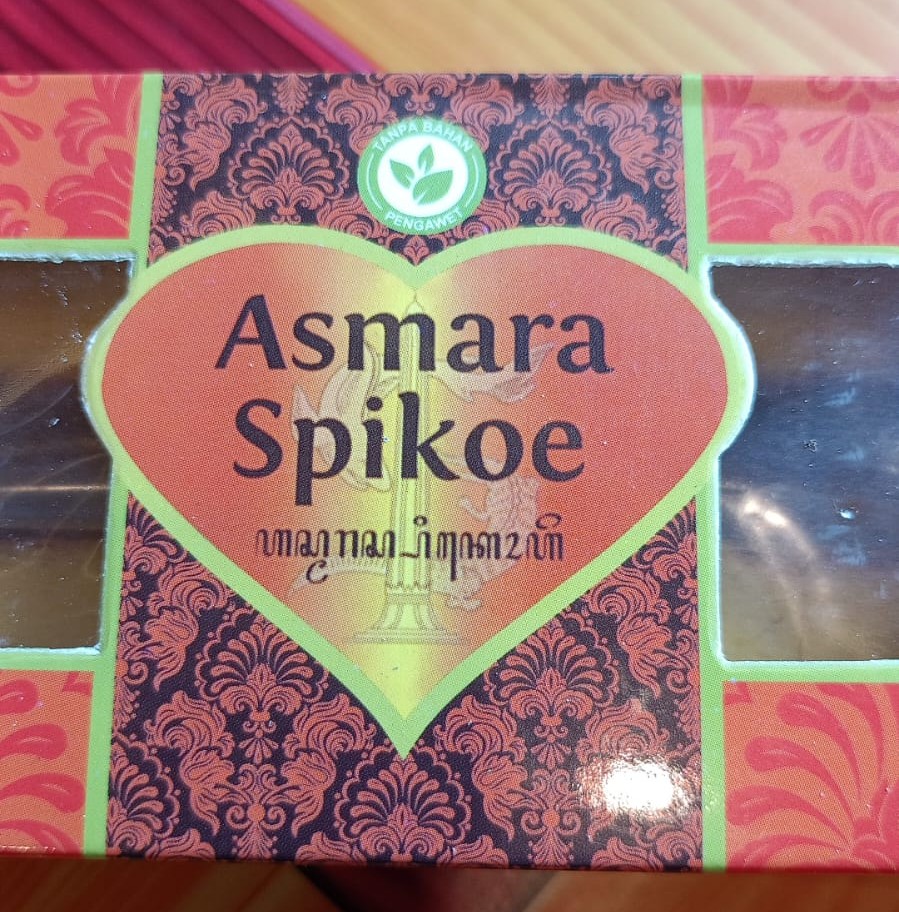 TANPA BAHAN
PENGAWET
Asmara
Spikoe